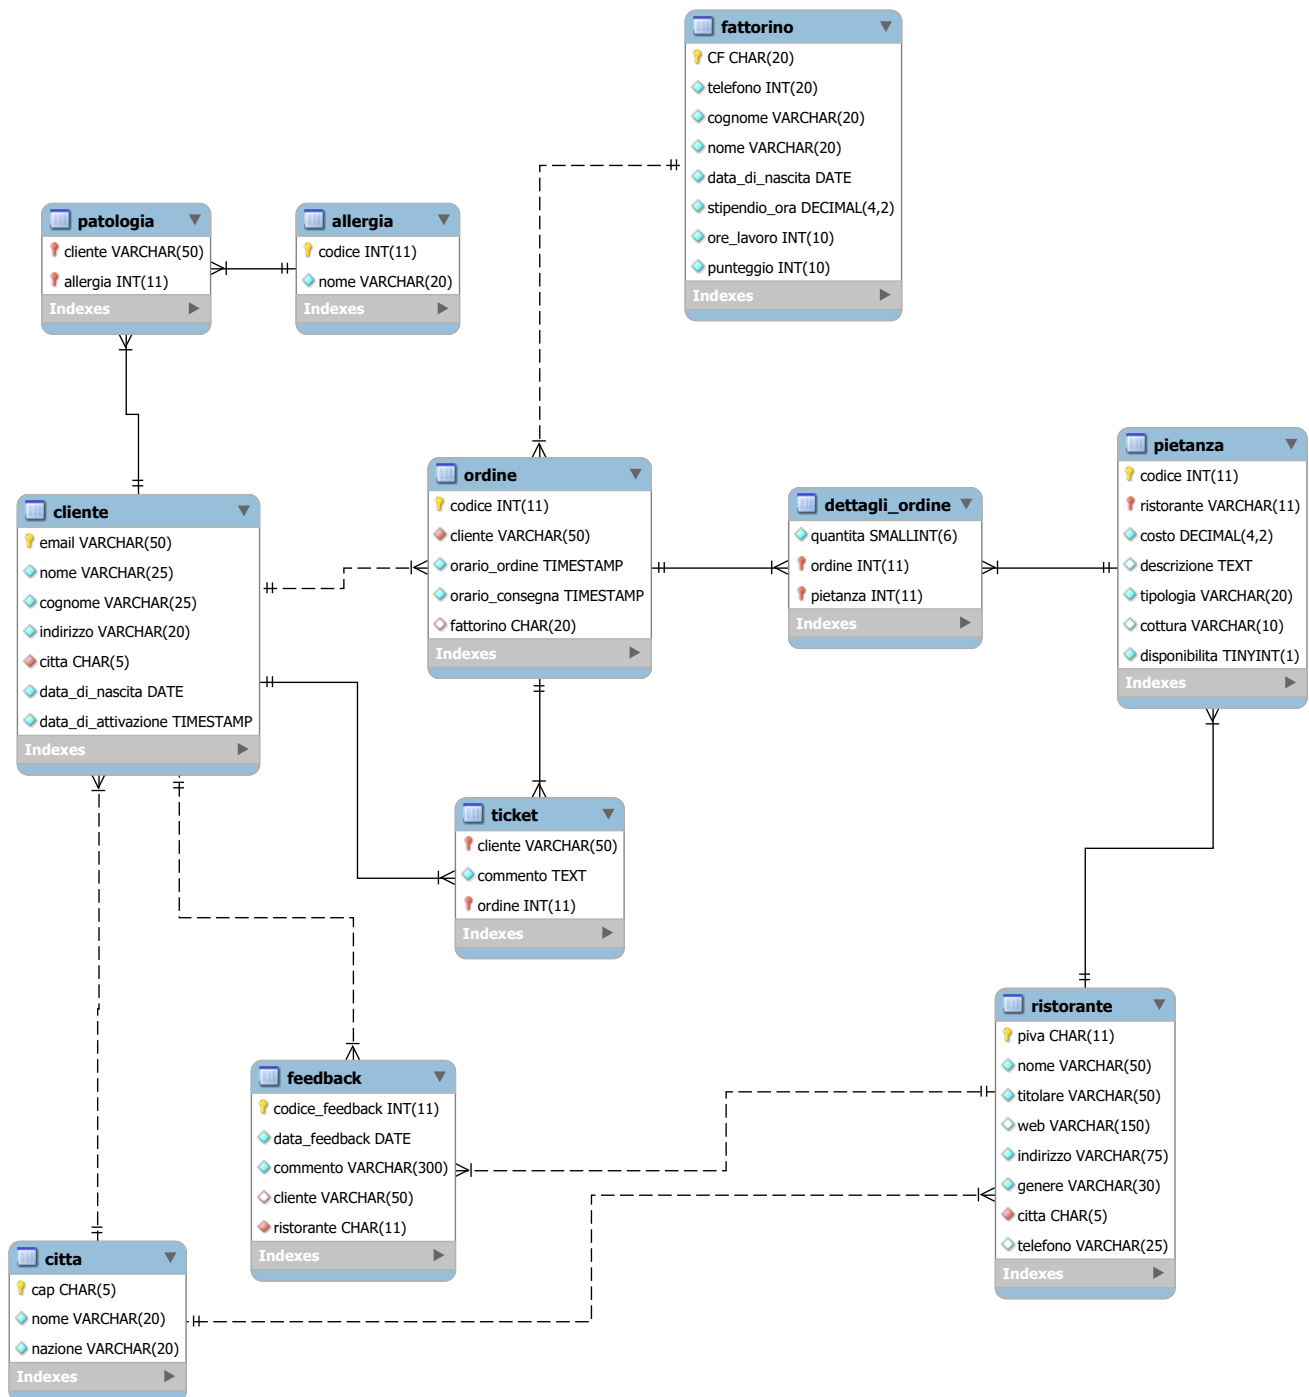 fattorino
CF CHAR(20)
telefono INT(20)
cognome VARCHAR(20)
nome VARCHAR(20)
data_di_nascita DATE
stipendio_ora DECIMAL(4,2)
ore_lavoro INT(10)
punteggio INT(10)
Indexes
patologia
cliente VARCHAR(50)
allergia INT(11)
Indexes
allergia
codice INT(11)
nome VARCHAR(20)
Indexes
cliente
email VARCHAR(50)
nome VARCHAR(25)
cognome VARCHAR(25)
indirizzo VARCHAR(20)
citta CHAR(5)
data_di_nascita DATE
data_di_attivazione TIMESTAMP
Indexes
ordine
codice INT(11)
cliente VARCHAR(50)
orario_ordine TIMESTAMP
orario_consegna TIMESTAMP
fattorino CHAR(20)
Indexes
dettagli_ordine
quantita SMALLINT(6)
ordine INT(11)
pietanza INT(11)
Indexes
pietanza
codice INT(11)
ristorante VARCHAR(11)
costo DECIMAL(4,2)
descrizione TEXT
tipologia VARCHAR(20)
cottura VARCHAR(10)
disponibilita TINYINT(1)
Indexes
ticket
cliente VARCHAR(50)
commento TEXT
ordine INT(11)
Indexes
feedback
codice_feedback INT(11)
data_feedback DATE
commento VARCHAR(300)
cliente VARCHAR(50)
ristorante CHAR(11)
Indexes
ristorante
piva CHAR(11)
nome VARCHAR(50)
titolare VARCHAR(50)
web VARCHAR(150)
indirizzo VARCHAR(75)
genere VARCHAR(30)
citta CHAR(5)
telefono VARCHAR(25)
Indexes
citta
cap CHAR(5)
nome VARCHAR(20)
nazione VARCHAR(20)
Indexes